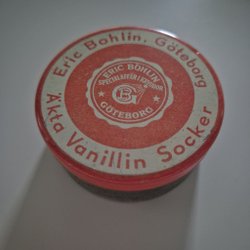 Eric Bohlin, Göteborg
Äkta Vanillin Socker
ERIC BOHLIN
GÖTEBORG